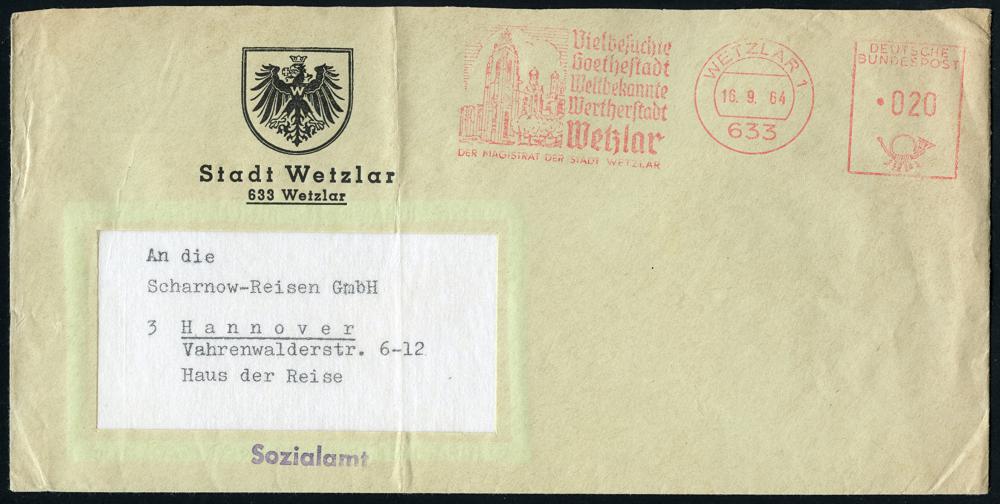 W
Stadt Wetzlar
633 Wetzlar
Vielbesuchte
Goethestadt
Weltbekannte
Wertherstadt
Wetzlar
DER MAGISTRAT DER STADT WETZLAR
WETZLAR 1
16. 9. 64
633
DEUTSCHE
BUNDESPOST
·020
An die
Scharnow-Reisen GmbH
3 Hannover
Vahrenwalderstr. 6-12
Haus der Reise
Sozialamt